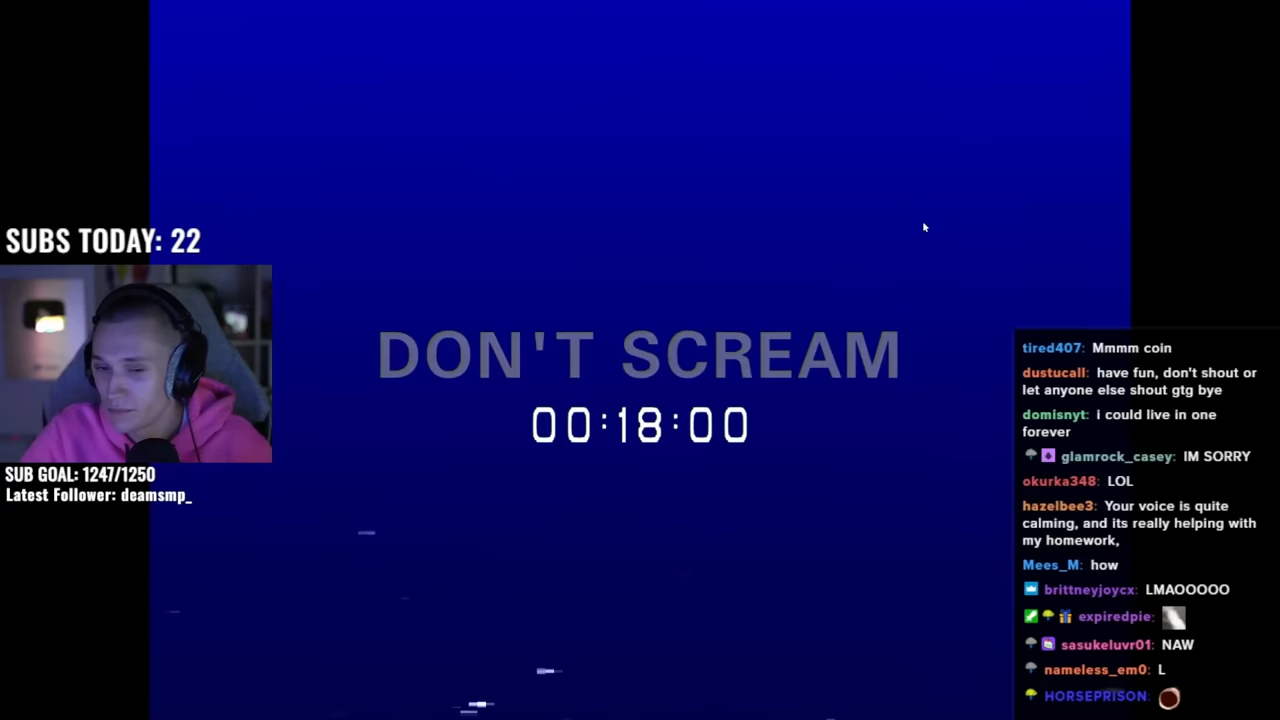 SUBS TODAY: 22
DON'T SCREAM
00:18:00
SUB GOAL: 1247/1250
Latest Follower: deamsmp_
tired407: Mmmm coin
dustucall: have fun, don't shout or
let anyone else shout gtg bye
domisnyt: i could live in one
forever
glamrock_casey: IM SORRY
okurka348: LOL
hazelbee3: Your voice is quite
calming, and its really helping with
my homework,
Mees_M: how
brittneyjoycx: LMAOOOOO
expiredpie:
sasukeluvr01: NAW
nameless_em0: L
HORSEPRISON: